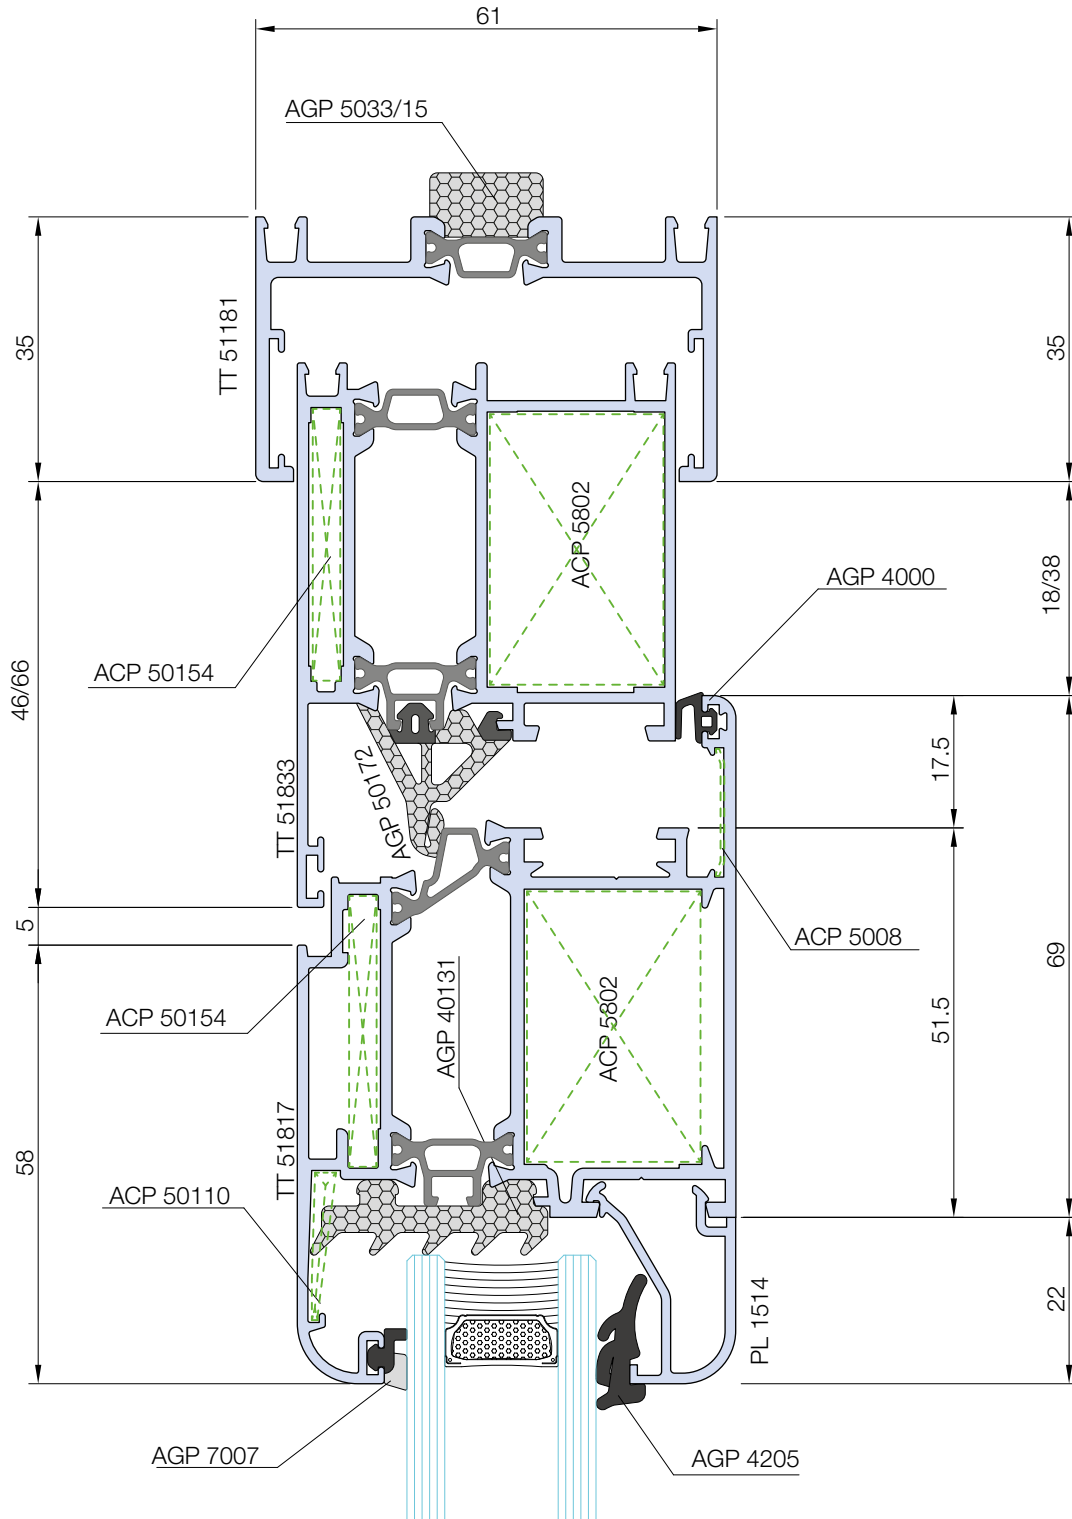 61
AGP 5033/15
35
TT 51181
35
ACP 5802
18/38
AGP 4000
ACP 50154
46/66
17.5
AGP 50172
TT 51833
5
ACP 5008
69
ACP 50154
AGP 40131
ACP 5802
51.5
TT 51817
58
ACP 50110
22
PL 1514
AGP 7007
AGP 4205